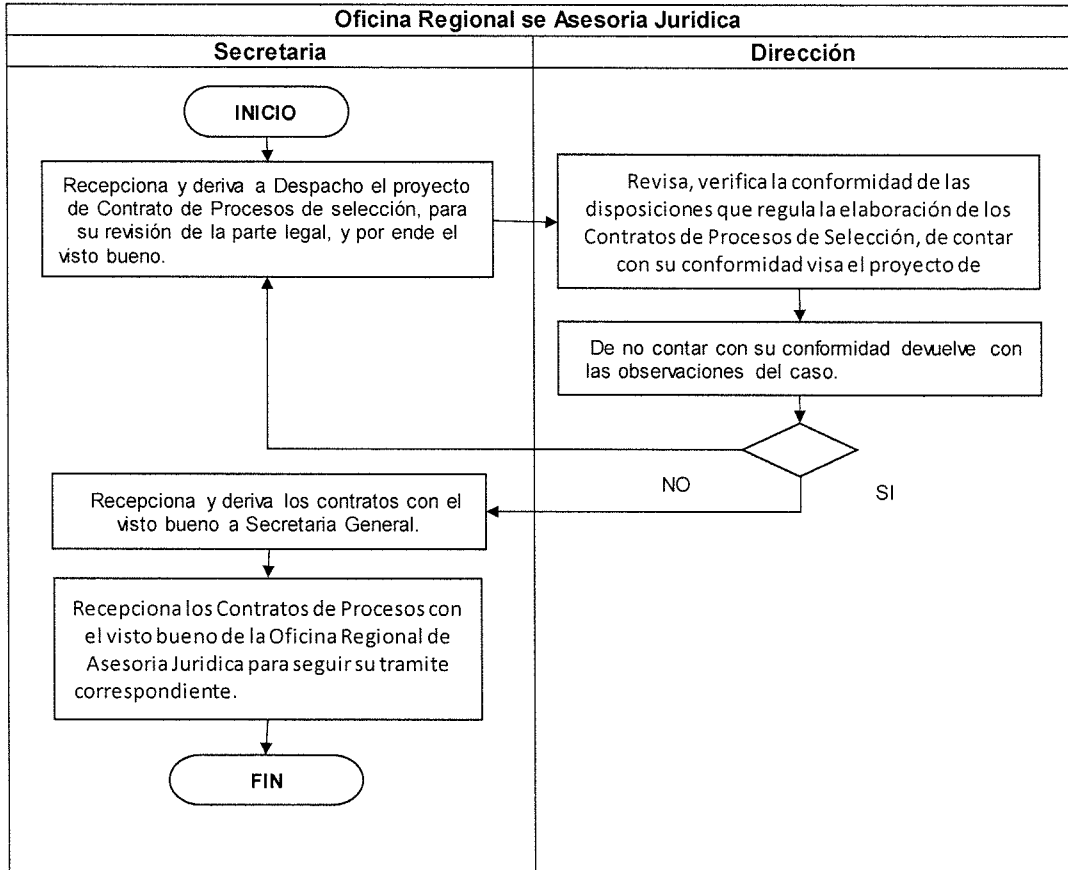 Oficina Regional se Asesoria Juridica
Secretaria
Dirección
INICIO
Recepciona y deriva a Despacho el proyecto
de Contrato de Procesos de selección, para
su revisión de la parte legal, y por ende el
visto bueno.
Revisa, verifica la conformidad de las
disposiciones que regula la elaboración de los
Contratos de Procesos de Selección, de contar
con su conformidad visa el proyecto de
De no contar con su conformidad devuelve con
las observaciones del caso.
NO
SI
Recepciona y deriva los contratos con el
visto bueno a Secretaria General.
Recepciona los Contratos de Procesos con
el visto bueno de la Oficina Regional de
Asesoria Juridica para seguir su tramite
correspondiente.
FIN